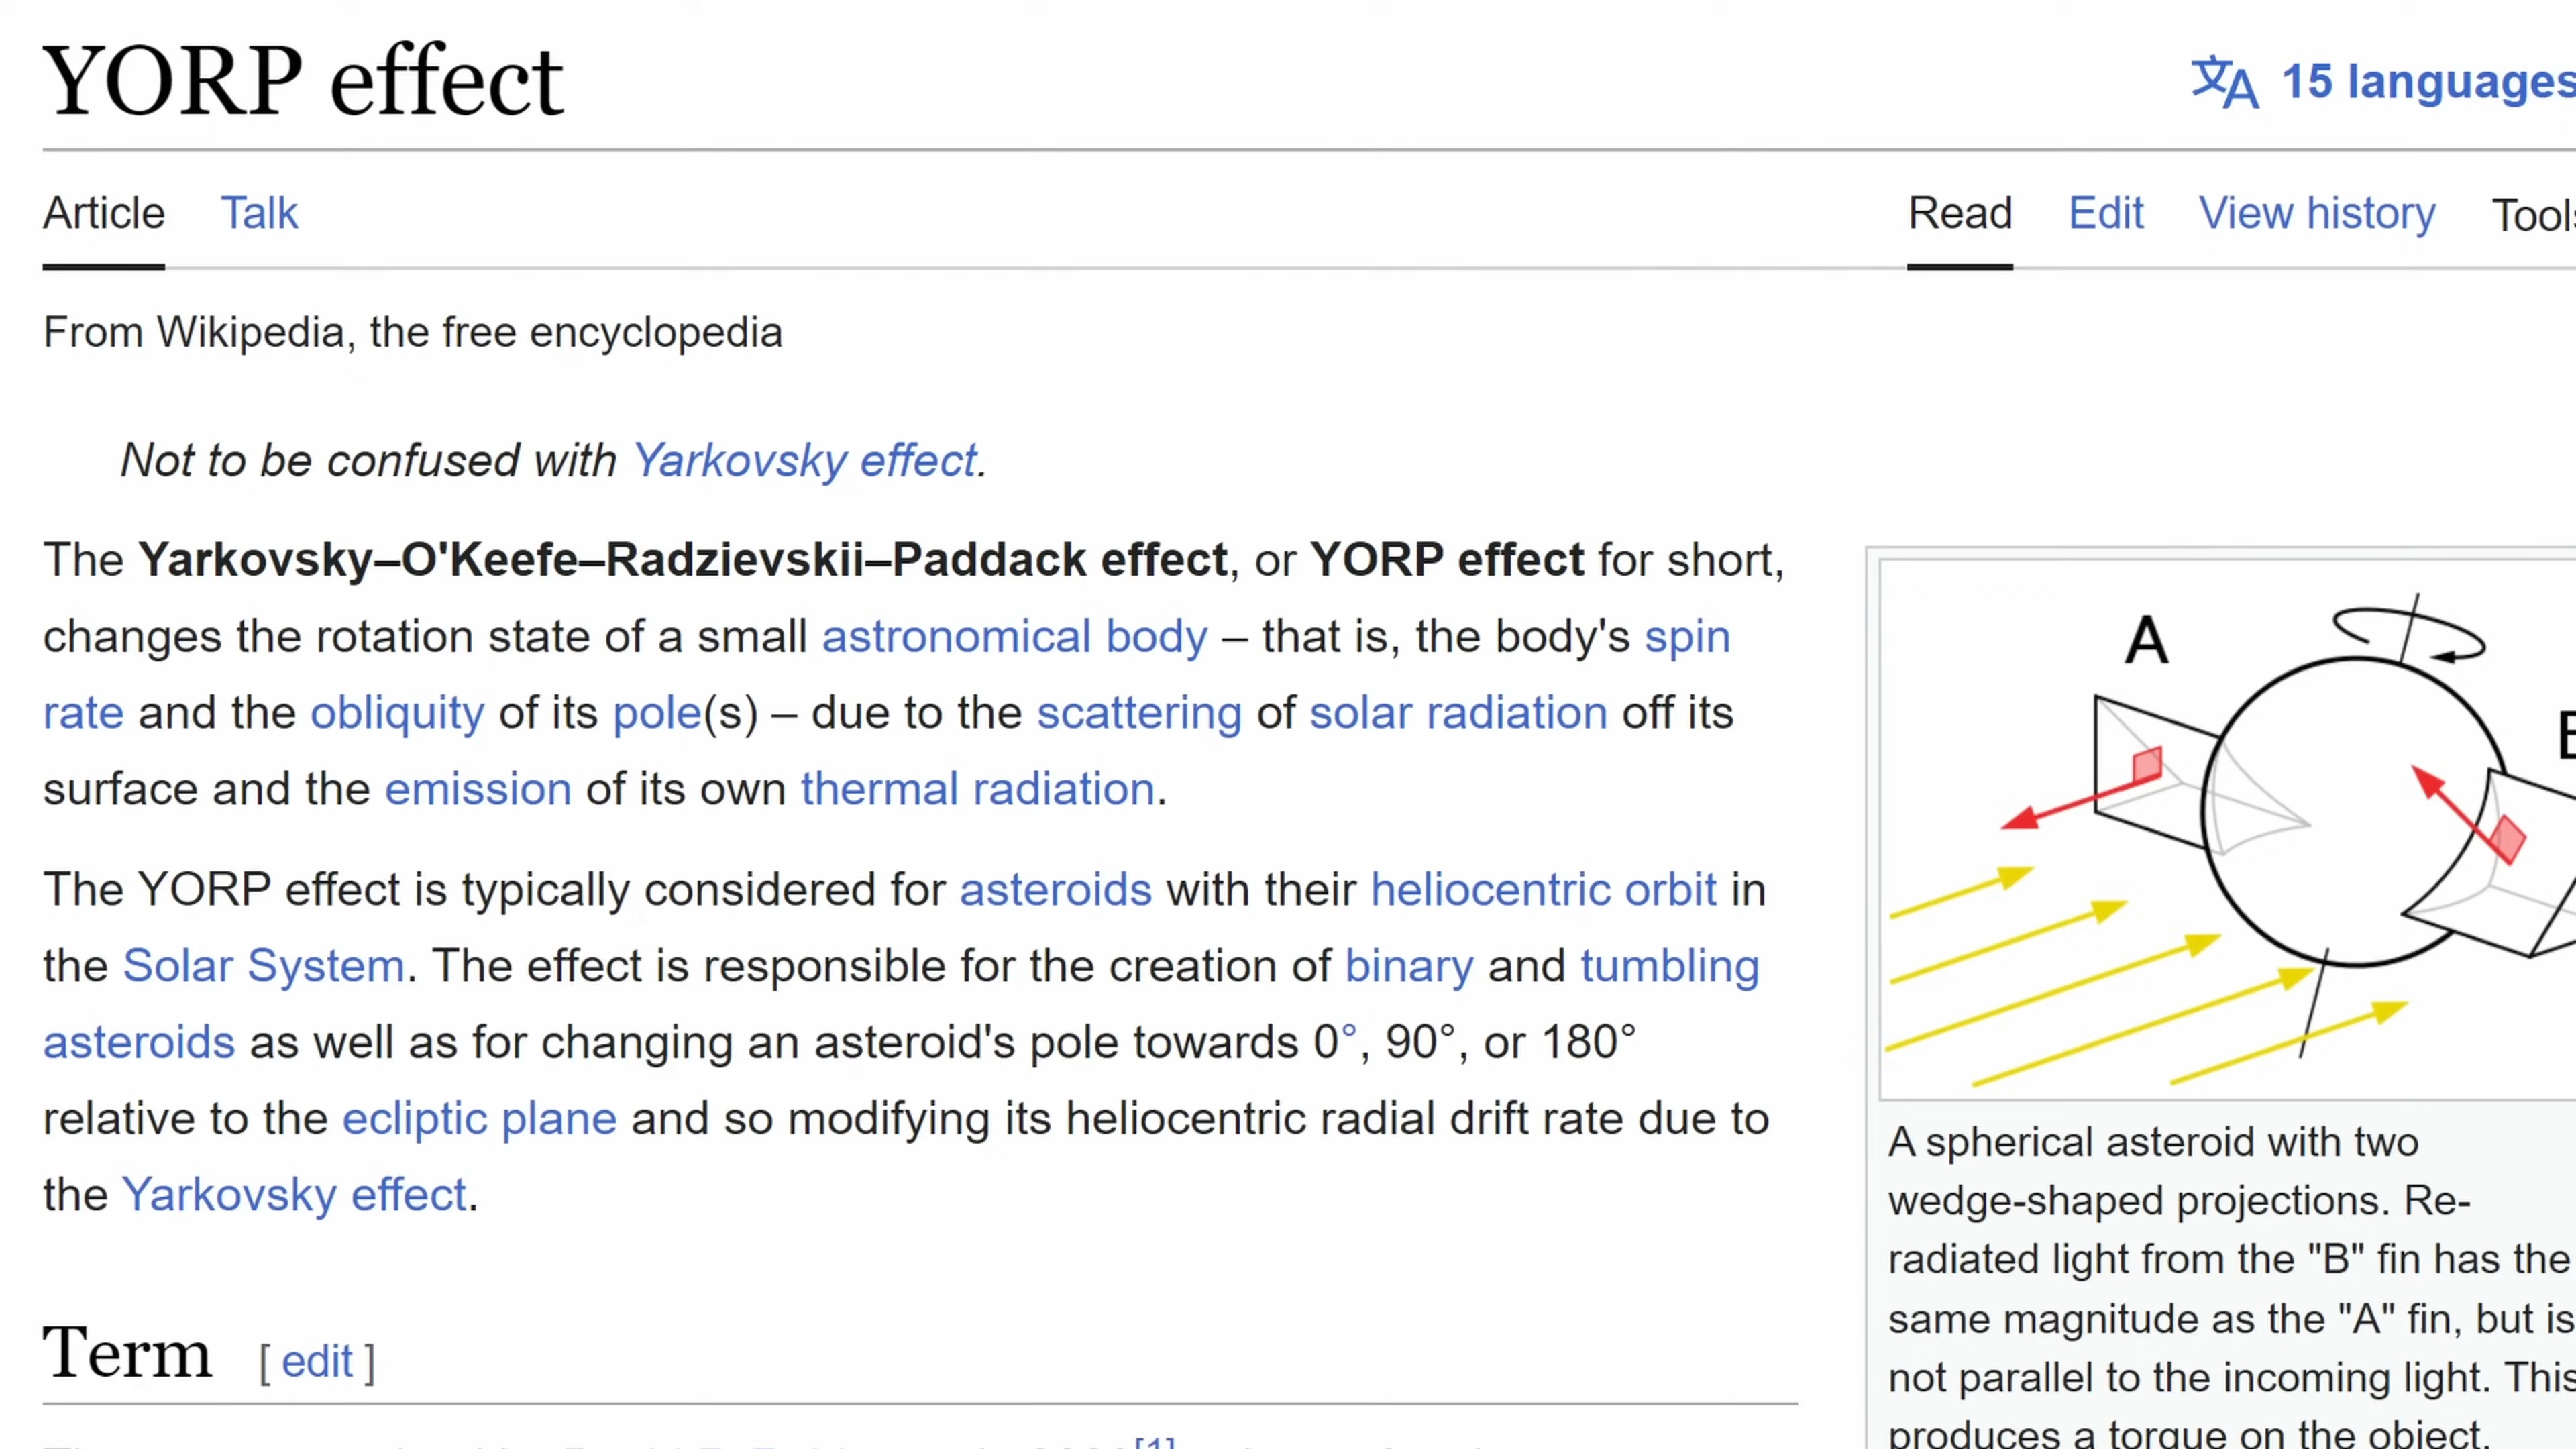 YORP effect
文A 15 languages
Article Talk
Read Edit View history Tools
From Wikipedia, the free encyclopedia
Not to be confused with Yarkovsky effect.
The Yarkovsky–O'Keefe–Radzievskii–Paddack effect, or YORP effect for short,
changes the rotation state of a small astronomical body – that is, the body's spin
rate and the obliquity of its pole(s) – due to the scattering of solar radiation off its
surface and the emission of its own thermal radiation.
The YORP effect is typically considered for asteroids with their heliocentric orbit in
the Solar System. The effect is responsible for the creation of binary and tumbling
asteroids as well as for changing an asteroid's pole towards 0°, 90°, or 180°
relative to the ecliptic plane and so modifying its heliocentric radial drift rate due to
the Yarkovsky effect.
Term [ edit ]
A
B
A spherical asteroid with two
wedge-shaped projections. Re-
radiated light from the "B" fin has the
same magnitude as the "A" fin, but is
not parallel to the incoming light. This
produces a torque on the object.